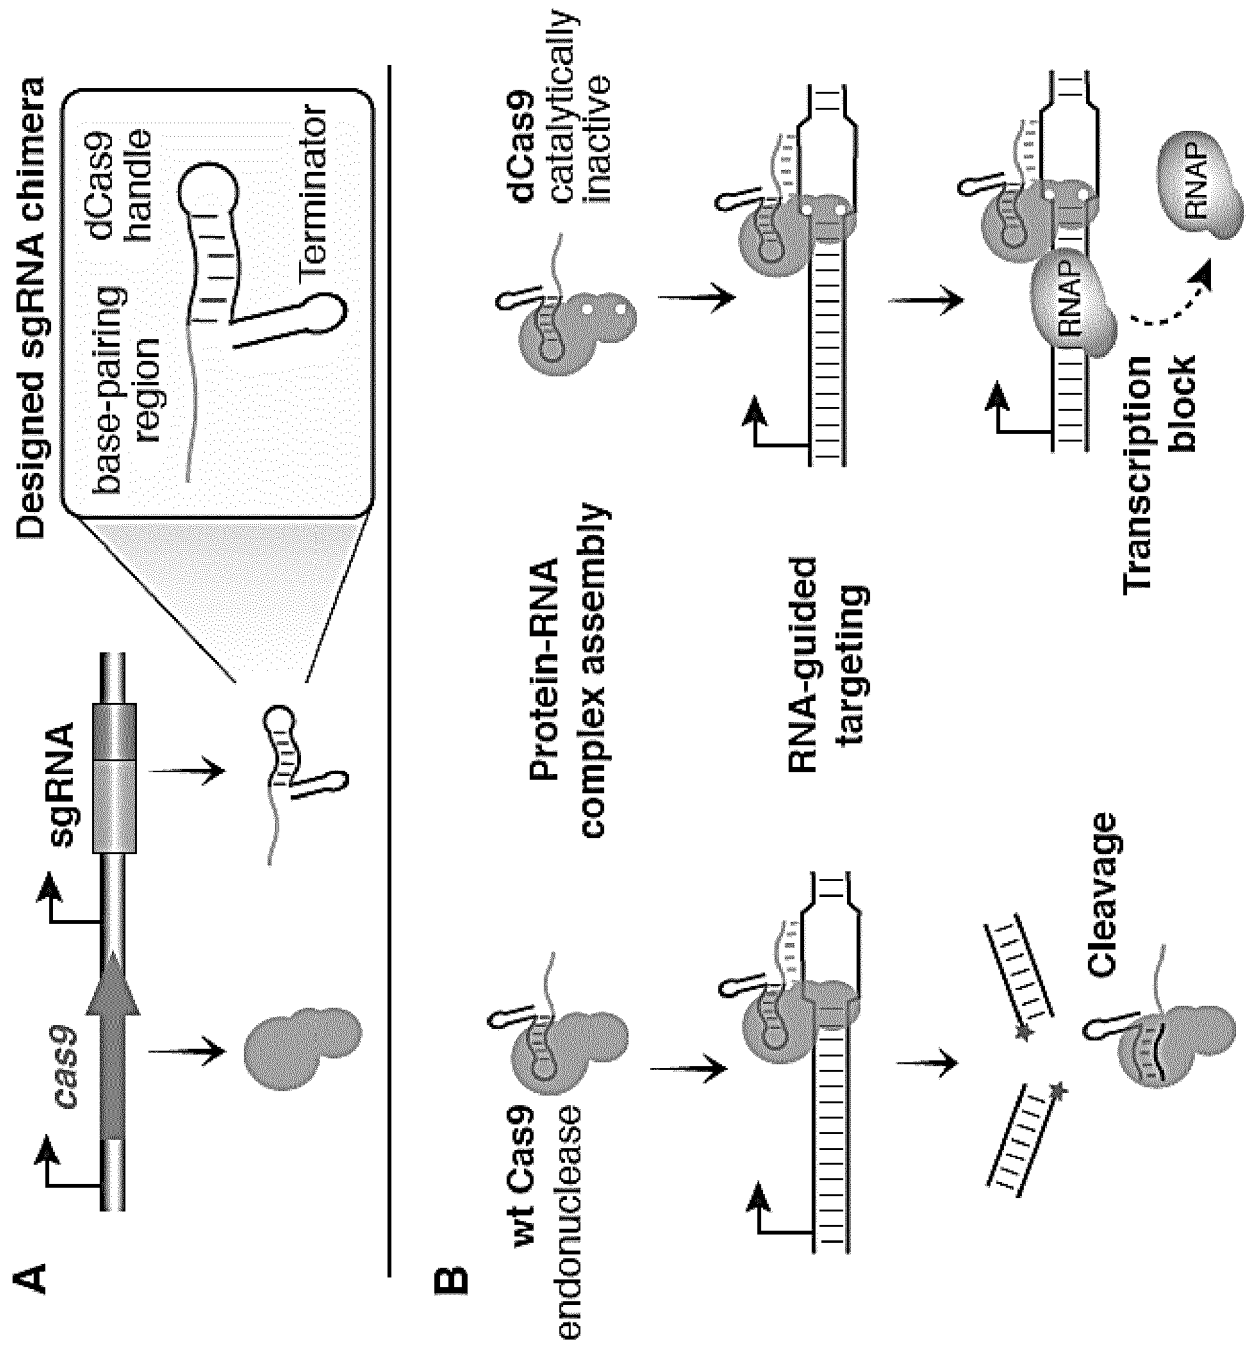 A
cas9
sgRNA
Designed sgRNA chimera
base-pairing
region
dCas9
handle
Terminator
B
wt Cas9
endonuclease
Protein-RNA
complex assembly
dCas9
catalytically
inactive
RNA-guided
targeting
Cleavage
Transcription
block
RNAP
RNAP